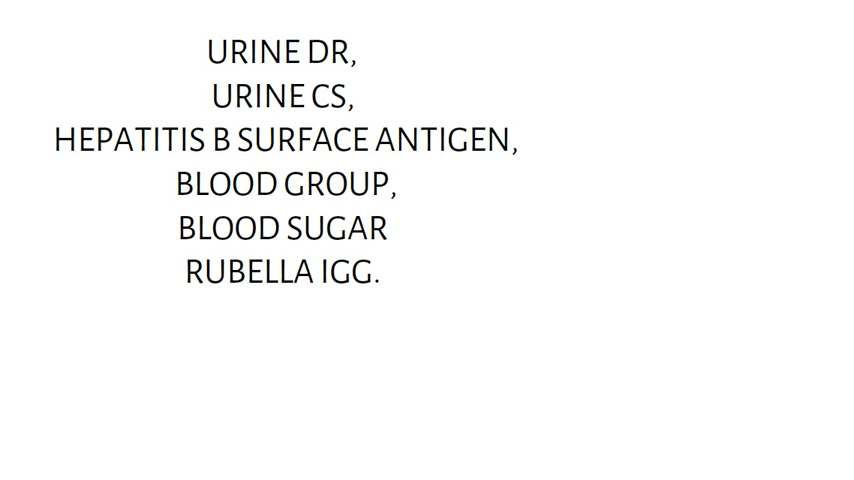 URINE DR,
URINE CS,
HEPATITIS B SURFACE ANTIGEN,
BLOOD GROUP,
BLOOD SUGAR
RUBELLA IGG.